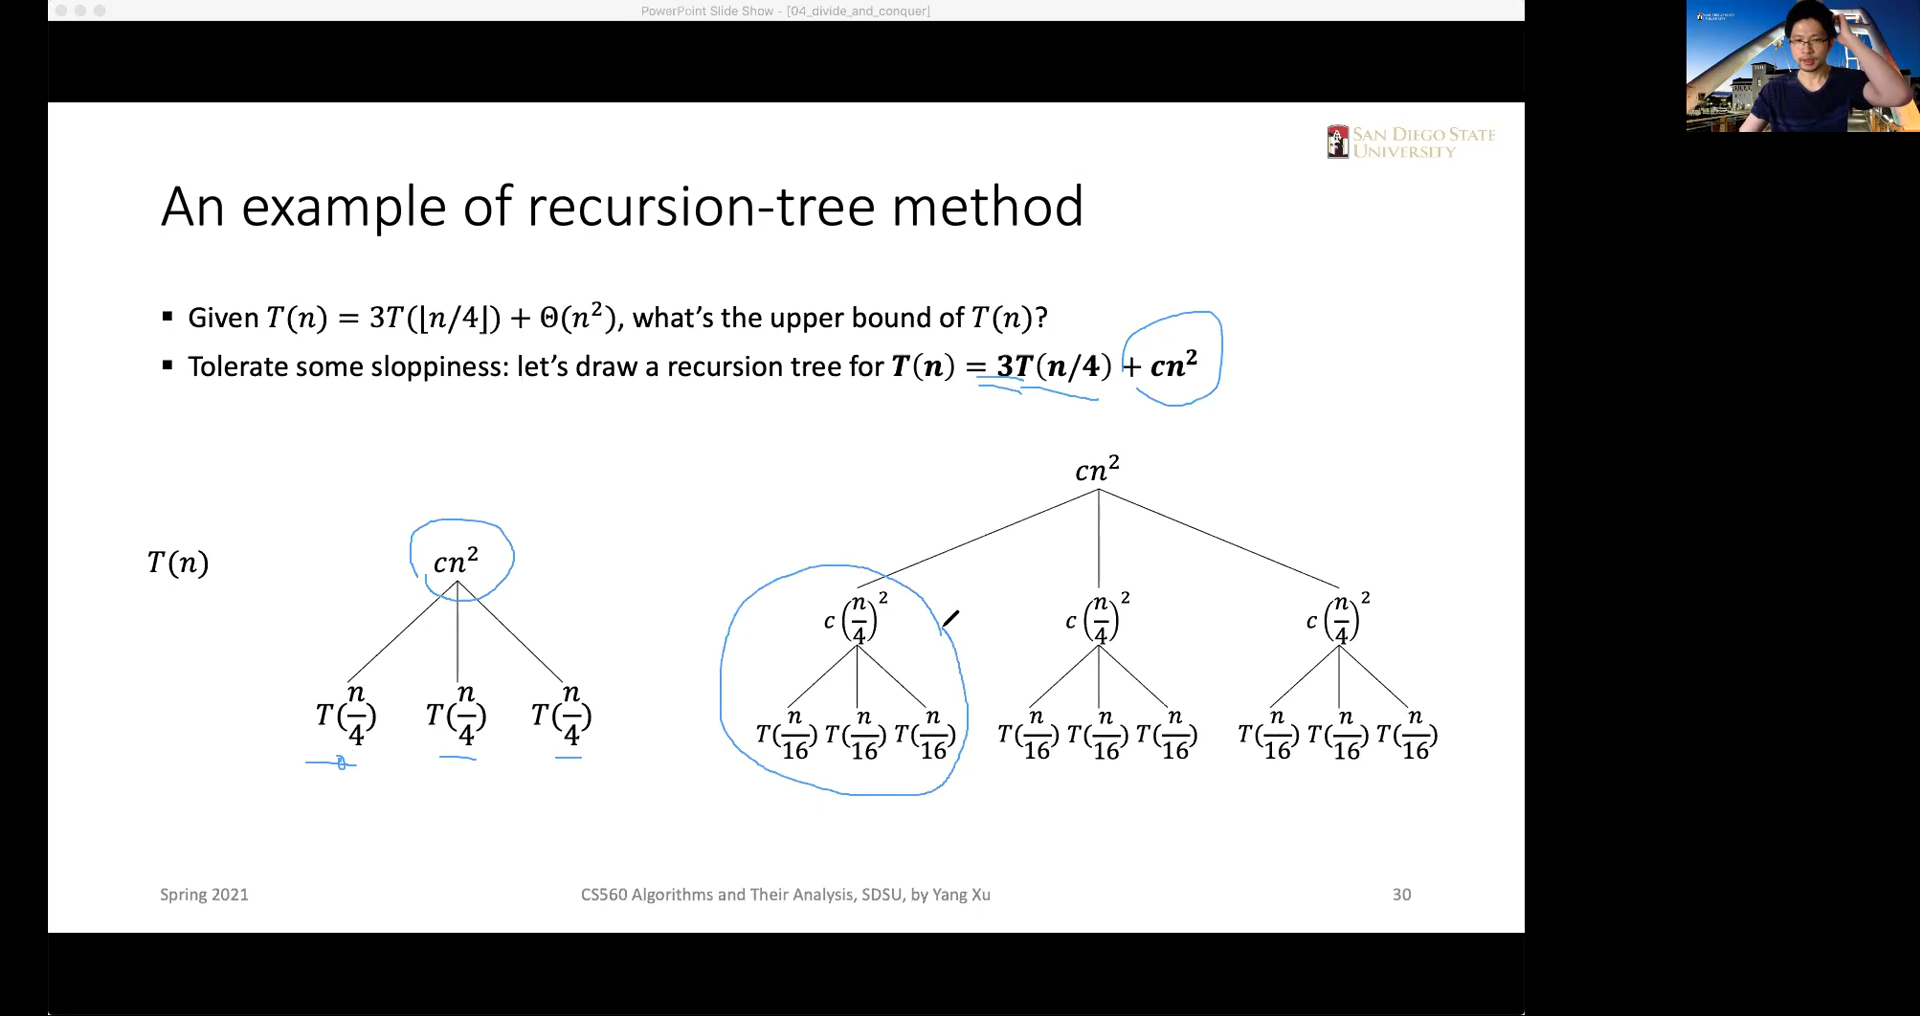 PowerPoint Slide Show - [04_divide_and_conquer]
SAN DIEGO STATE
UNIVERSITY
An example of recursion-tree method
▪ Given T(n) = 3T(⌊n/4⌋) + Θ(n²), what's the upper bound of T(n)?
▪ Tolerate some sloppiness: let's draw a recursion tree for T(n) = 3T(n/4) + cn²
T(n)
cn²
T(n/4) T(n/4) T(n/4)
cn²
c(n/4)² c(n/4)² c(n/4)²
T(n/16) T(n/16) T(n/16) T(n/16) T(n/16) T(n/16) T(n/16) T(n/16) T(n/16)
Spring 2021
CS560 Algorithms and Their Analysis, SDSU, by Yang Xu
30